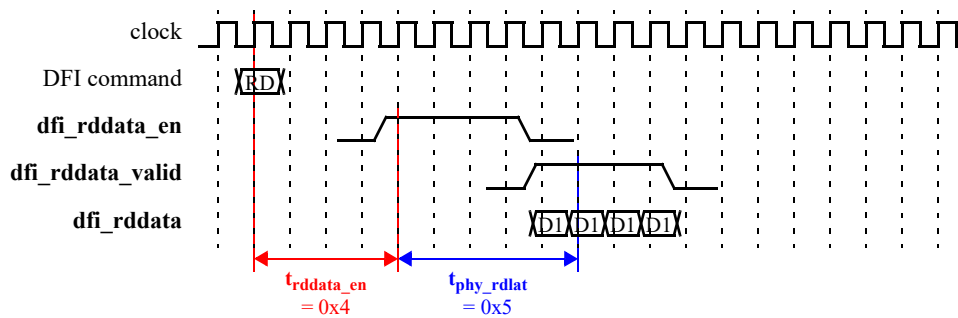 clock
DFI command RD
dfi_rddata_en
dfi_rddata_valid
dfi_rddata D1 D1 D1 D1
trddata_en tphy_rdlat
= 0x4 = 0x5